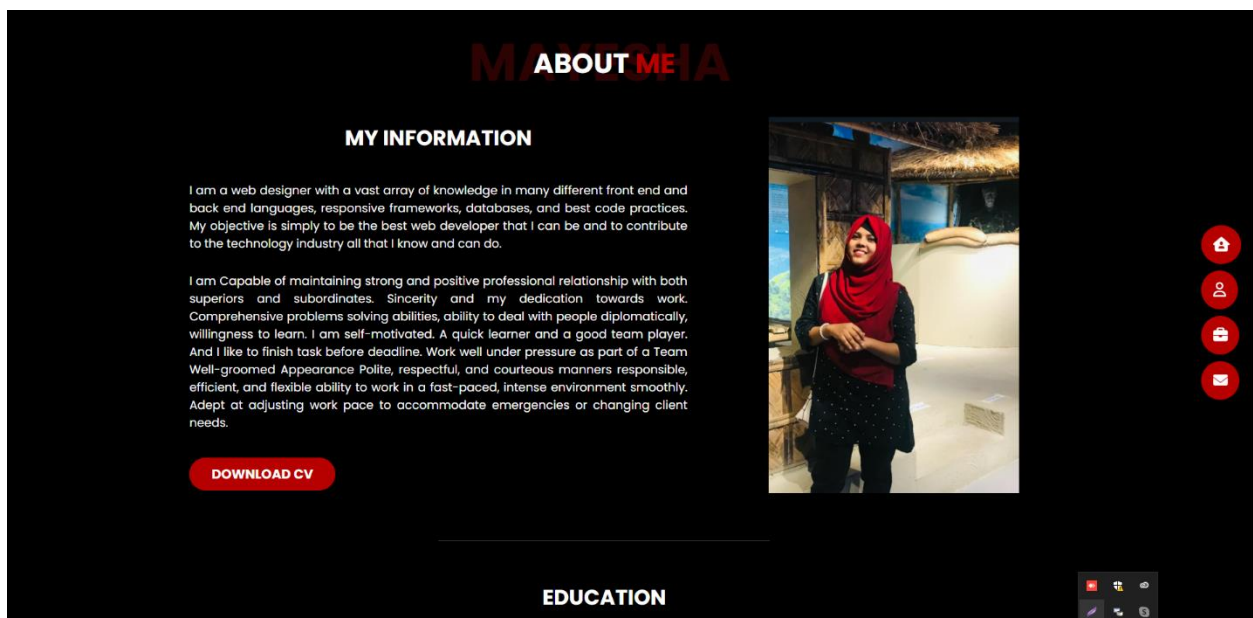 MAYESHA
ABOUT ME
MY INFORMATION
I am a web designer with a vast array of knowledge in many different front end and
back end languages, responsive frameworks, databases, and best code practices.
My objective is simply to be the best web developer that I can be and to contribute
to the technology industry all that I know and can do.
I am Capable of maintaining strong and positive professional relationship with both
superiors and subordinates. Sincerity and my dedication towards work.
Comprehensive problems solving abilities, ability to deal with people diplomatically,
willingness to learn. I am self-motivated. A quick learner and a good team player.
And I like to finish task before deadline. Work well under pressure as part of a Team
Well-groomed Appearance Polite, respectful, and courteous manners responsible,
efficient, and flexible ability to work in a fast-paced, intense environment smoothly.
Adept at adjusting work pace to accommodate emergencies or changing client
needs.
DOWNLOAD CV
EDUCATION